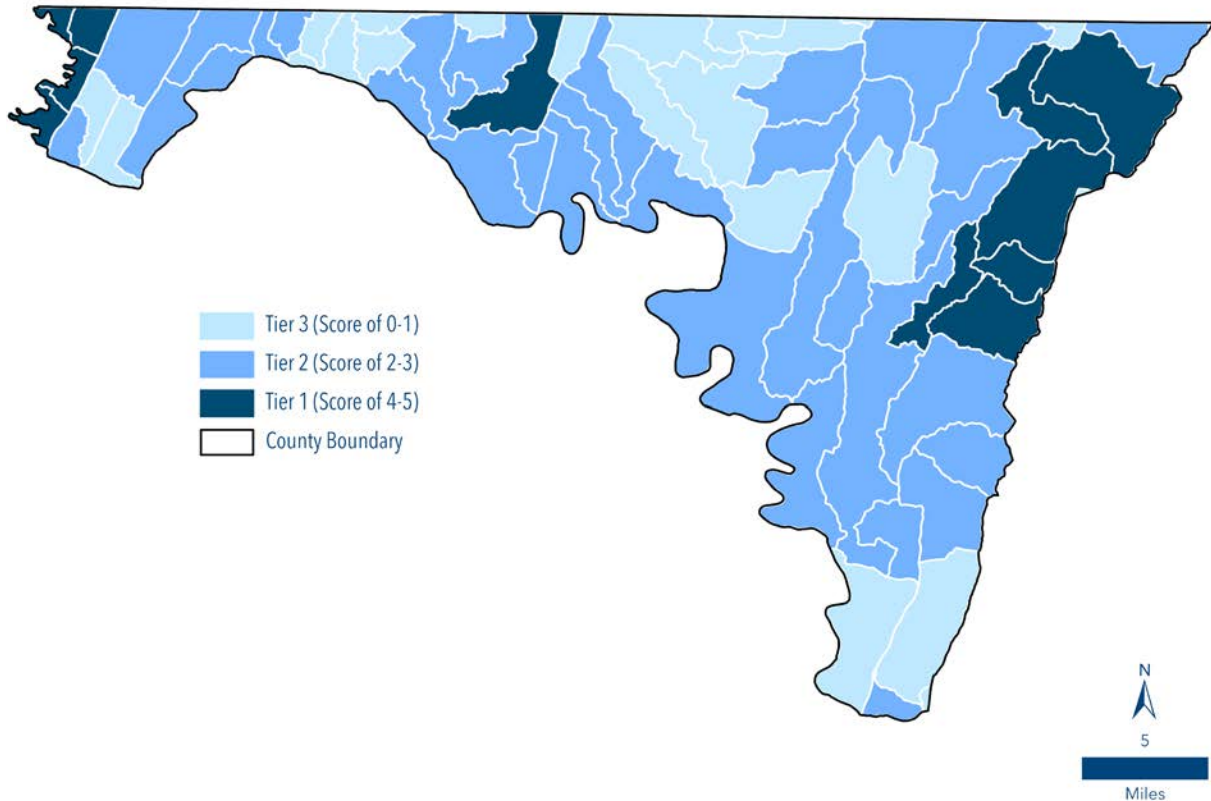 Tier 3 (Score of 0-1)
Tier 2 (Score of 2-3)
Tier 1 (Score of 4-5)
County Boundary
N
5
Miles